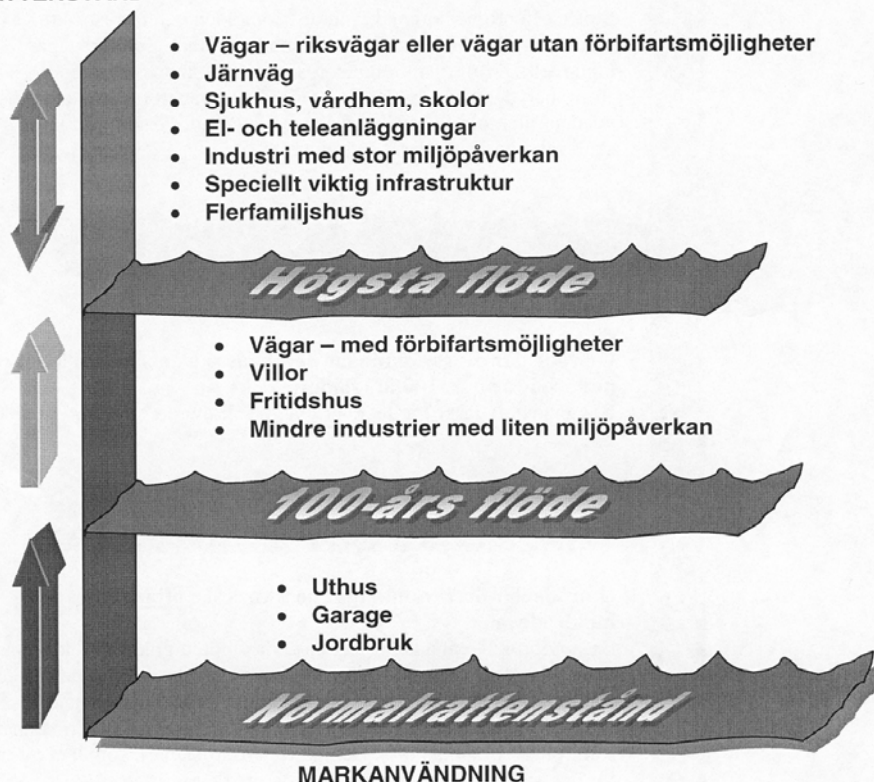 • Vägar – riksvägar eller vägar utan förbifartsmöjligheter
• Järnväg
• Sjukhus, vårdhem, skolor
• El- och teleanläggningar
• Industri med stor miljöpåverkan
• Speciellt viktig infrastruktur
• Flerfamiljshus
Högsta flöde
• Vägar – med förbifartsmöjligheter
• Villor
• Fritidshus
• Mindre industrier med liten miljöpåverkan
100-års flöde
• Uthus
• Garage
• Jordbruk
Normalvattenstånd
MARKANVÄNDNING